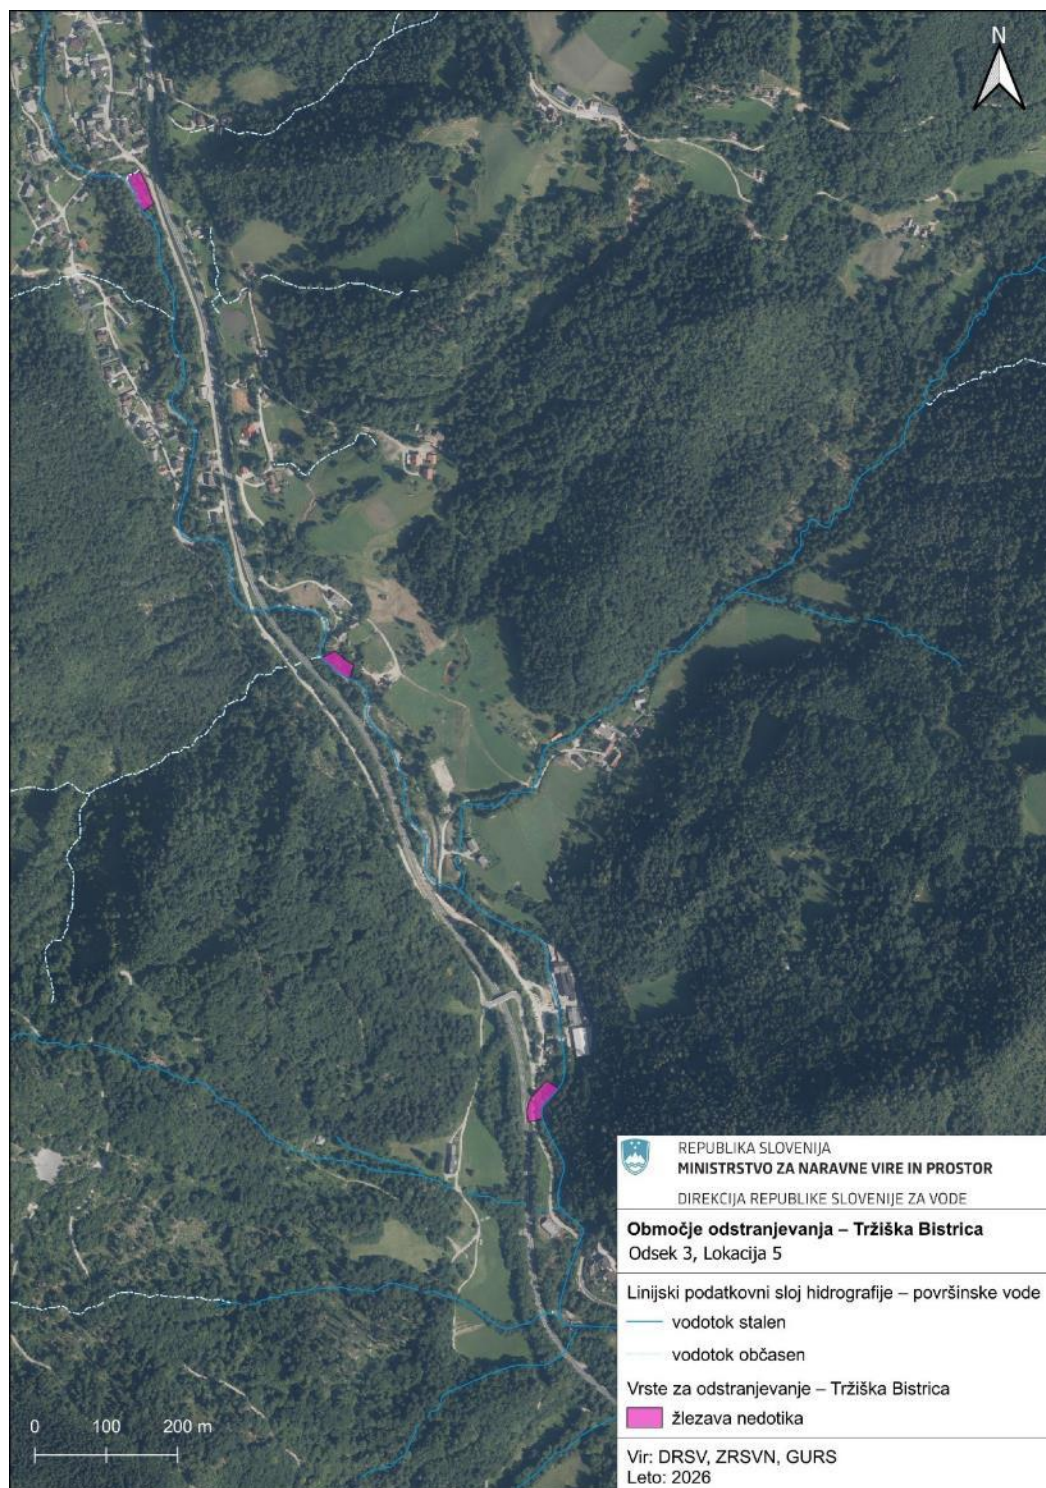 N
REPUBLIKA SLOVENIJA
MINISTRSTVO ZA NARAVNE VIRE IN PROSTOR
DIREKCIJA REPUBLIKE SLOVENIJE ZA VODE
Območje odstranjevanja – Tržiška Bistrica
Odsek 3, Lokacija 5
Linijski podatkovni sloj hidrografije – površinske vode
vodotok stalen
vodotok občasen
Vrste za odstranjevanje – Tržiška Bistrica
žlezava nedotika
0 100 200 m
Vir: DRSV, ZRSVN, GURS
Leto: 2026